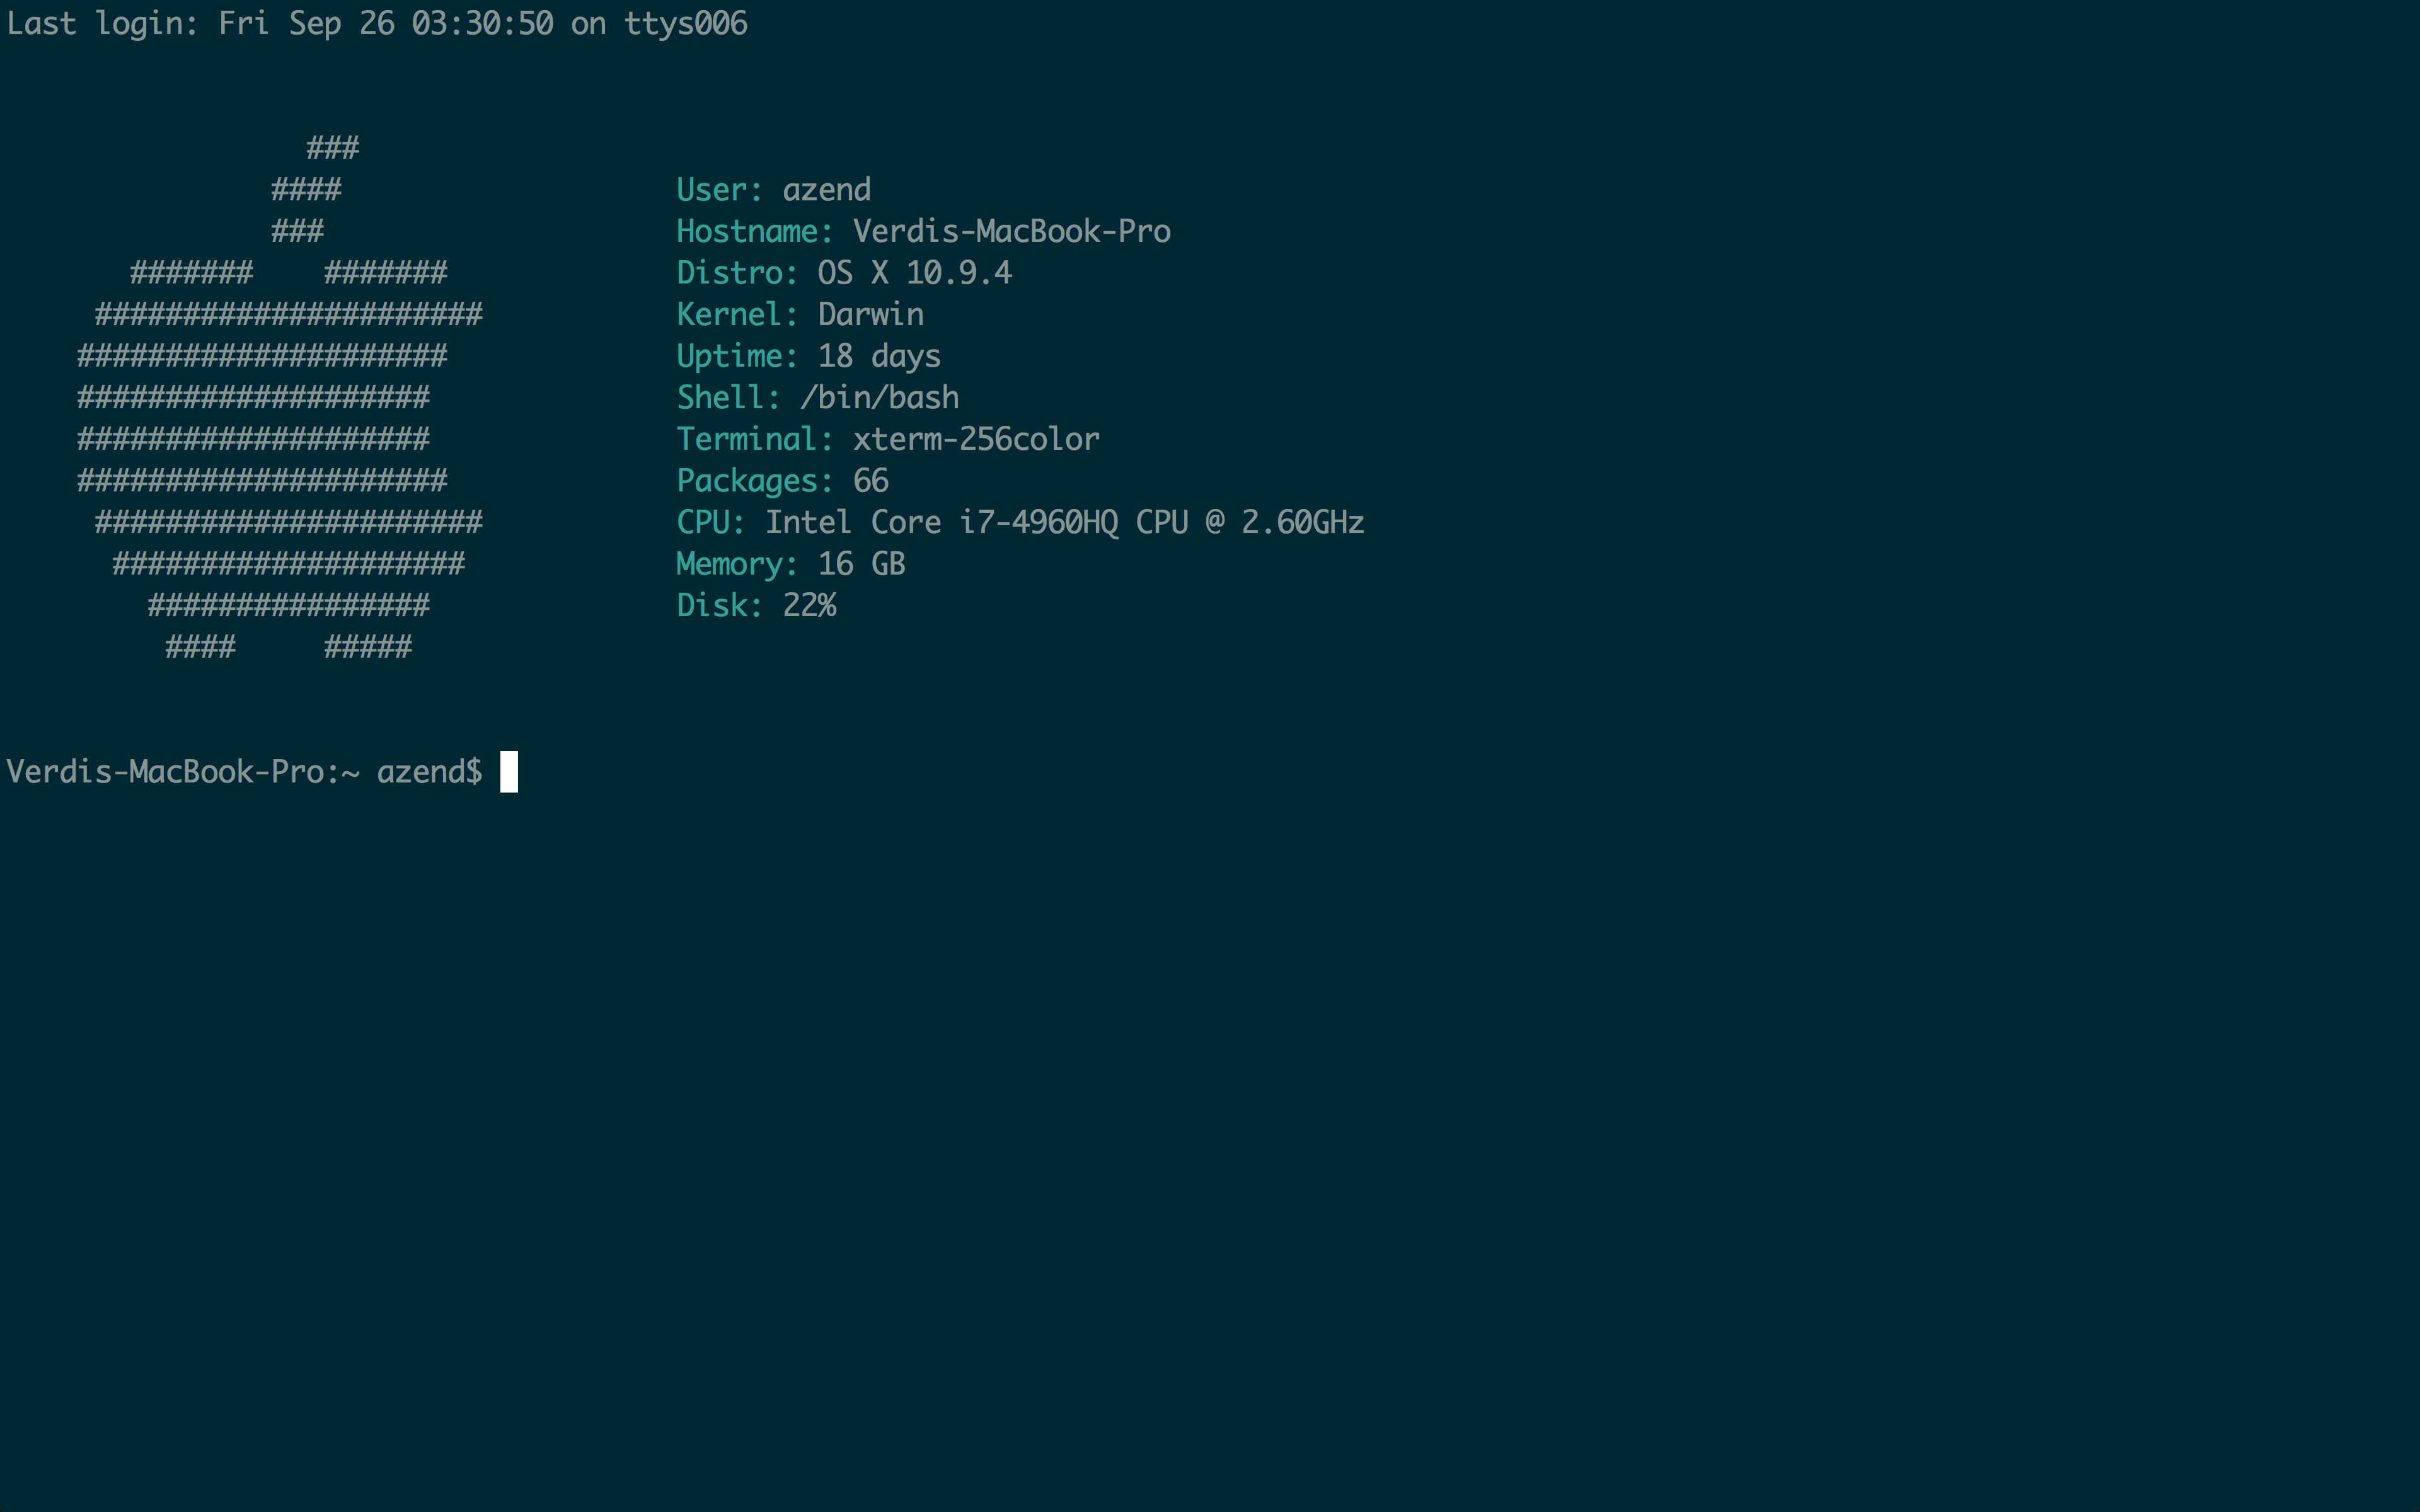 Last login: Fri Sep 26 03:30:50 on ttys006
###
####
User: azend
###
Hostname: Verdis-MacBook-Pro
####### #######
Distro: OS X 10.9.4
######################
Kernel: Darwin
#####################
Uptime: 18 days
####################
Shell: /bin/bash
####################
Terminal: xterm-256color
#####################
Packages: 66
######################
CPU: Intel Core i7-4960HQ CPU @ 2.60GHz
####################
Memory: 16 GB
################
Disk: 22%
#### #####
Verdis-MacBook-Pro:~ azend$